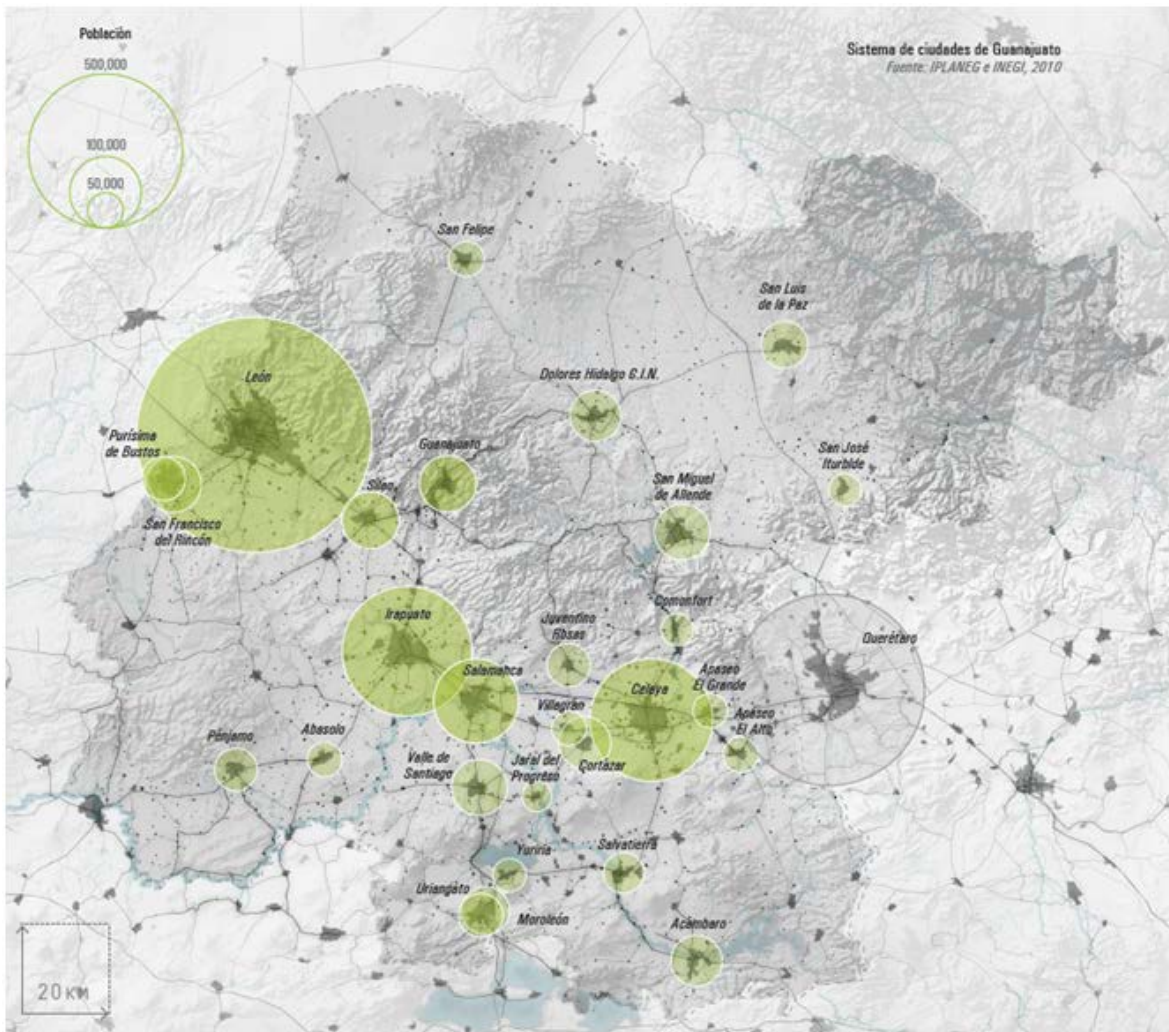 Población
500,000
100,000
50,000
Sistema de ciudades de Guanajuato
Fuente: IPLANEG e INEGI, 2010
San Felipe
San Luis
de la Paz
León
Dolores Hidalgo C.I.N.
Purísima
de Bustos
Guanajuato
San José
Iturbide
Silao
San Miguel
de Allende
San Francisco
del Rincón
Irapuato
Juventino
Rosas
Comonfort
Querétaro
Salamanca
Celaya
Apaseo
El Grande
Villagrán
Apaseo
El Alto
Pénjamo
Abasolo
Cortazar
Valle de
Santiago
Jaral del
Progreso
Yuriria
Salvatierra
Uriangato
Moroleón
Acámbaro
20 KM